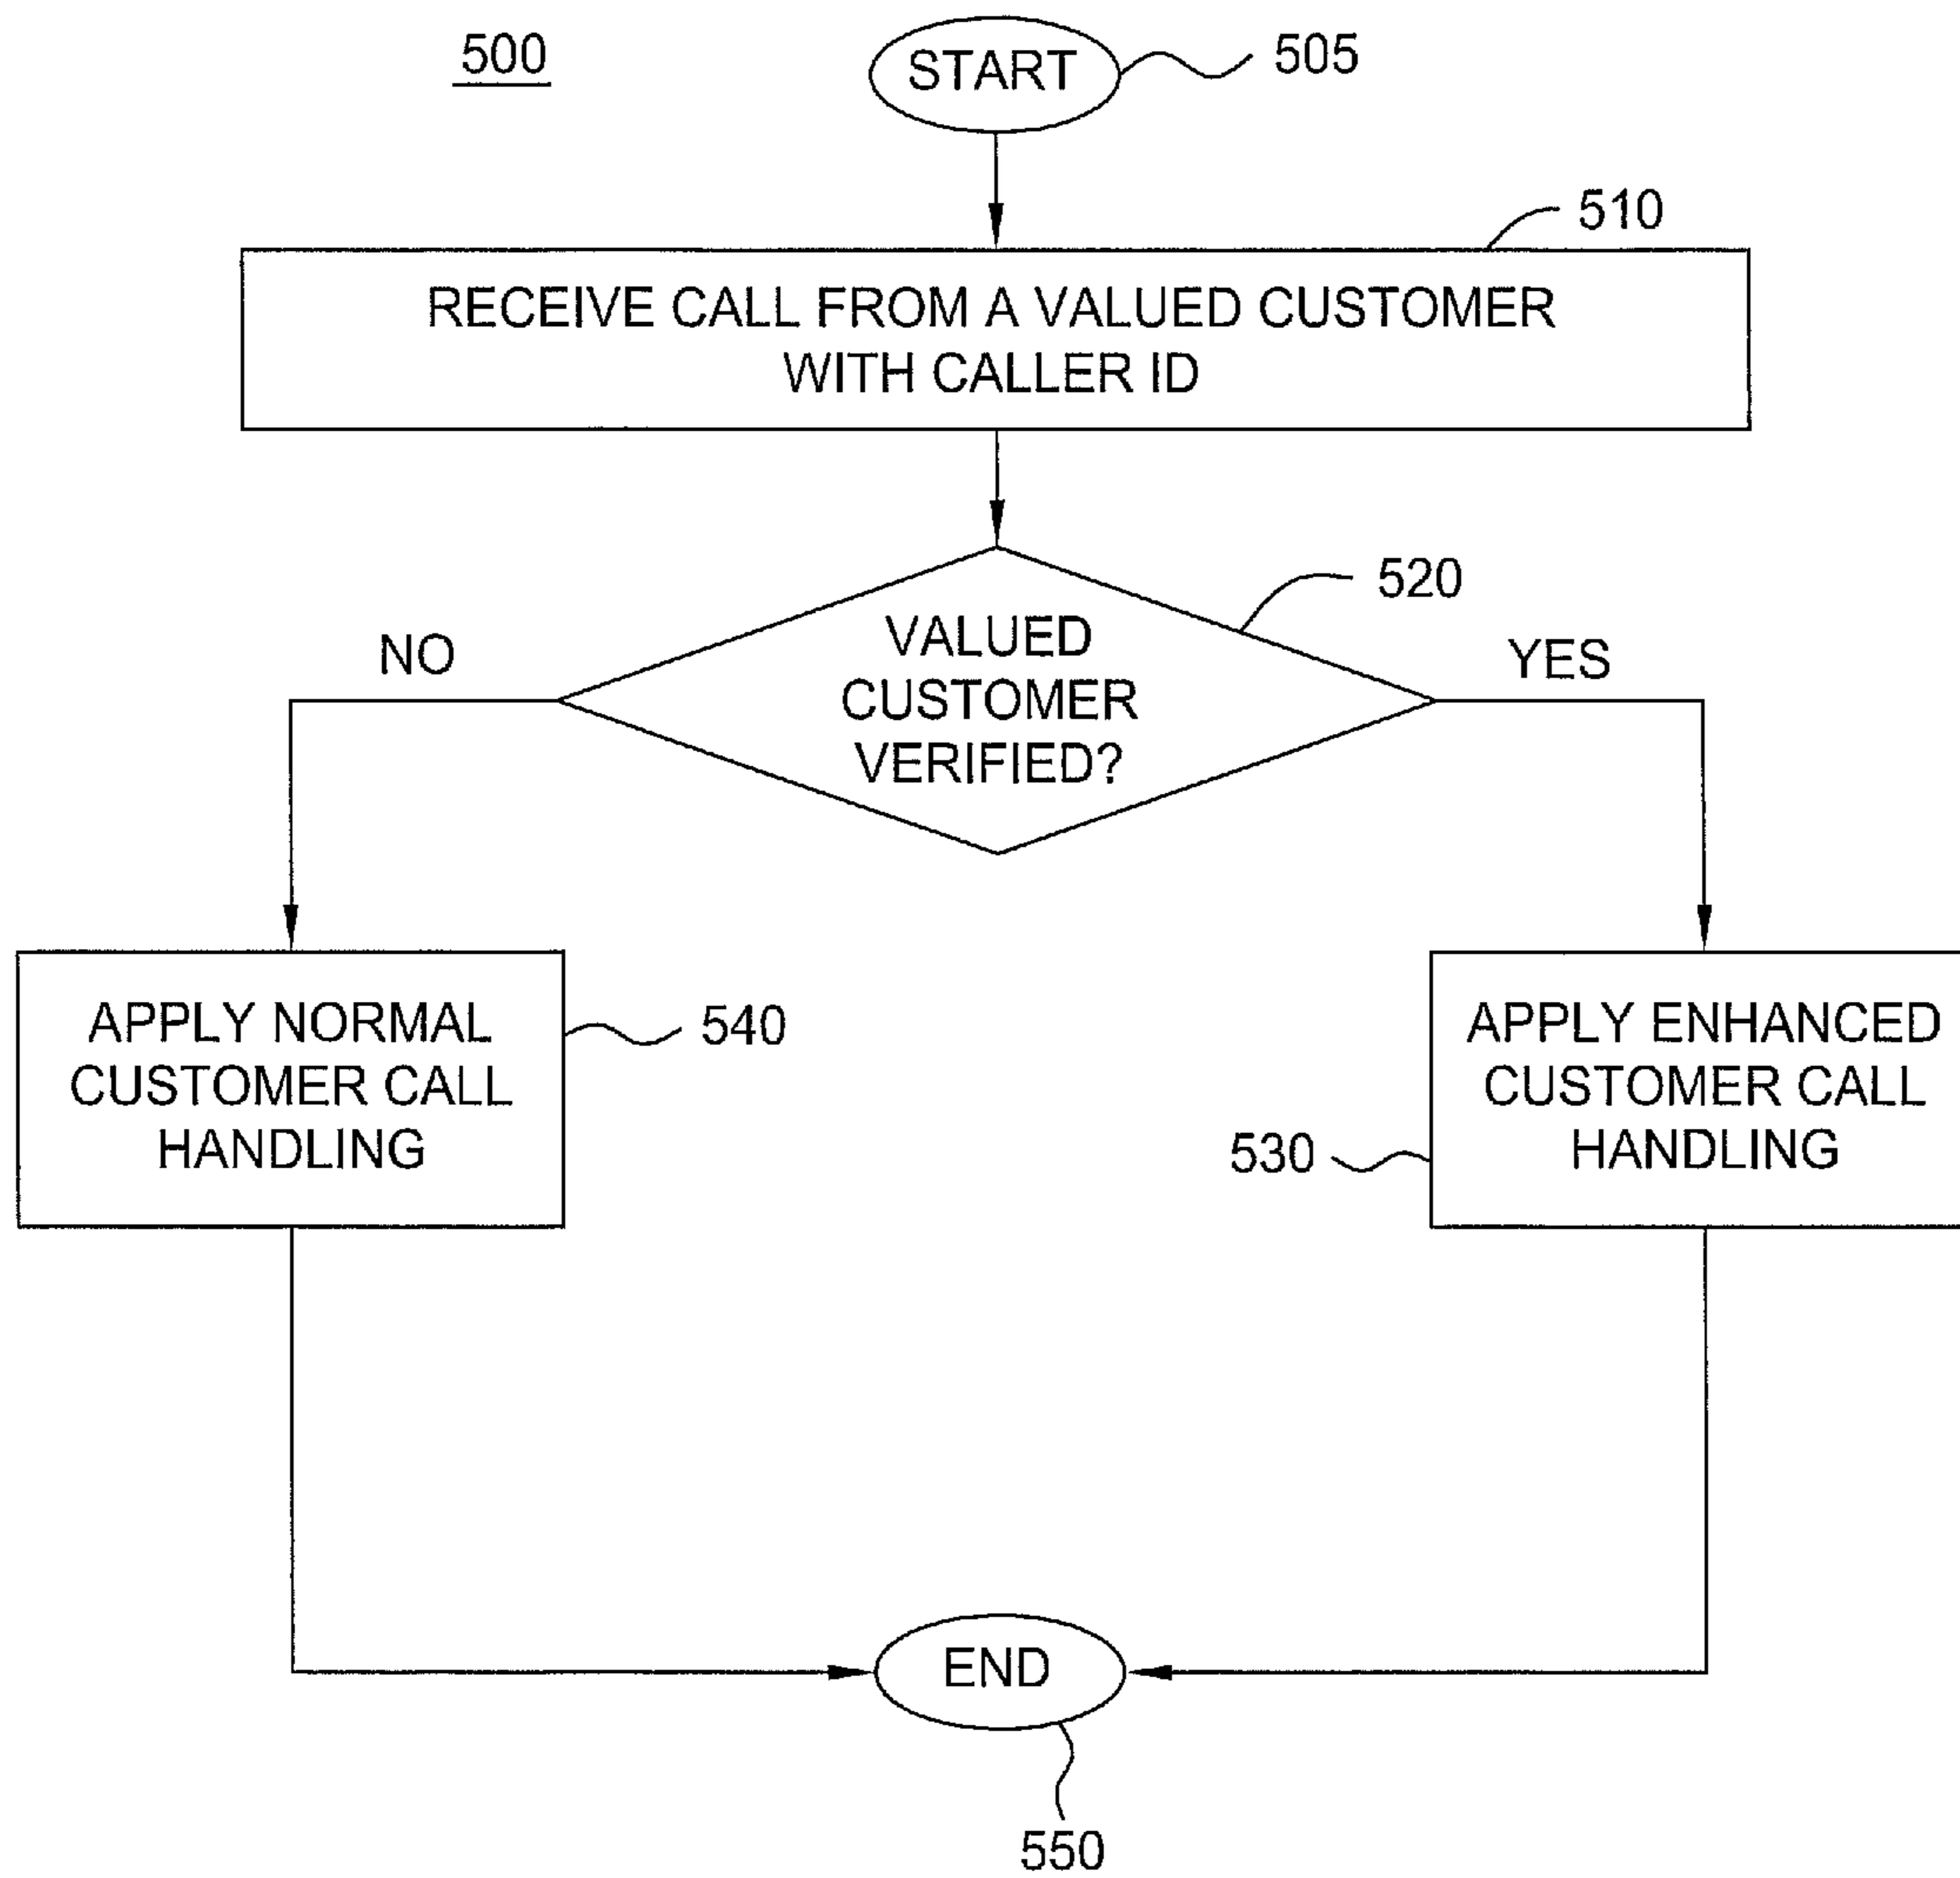 500
START
505
510
RECEIVE CALL FROM A VALUED CUSTOMER
WITH CALLER ID
520
NO
VALUED
CUSTOMER
VERIFIED?
YES
APPLY NORMAL
CUSTOMER CALL
HANDLING
540
APPLY ENHANCED
CUSTOMER CALL
HANDLING
530
END
550